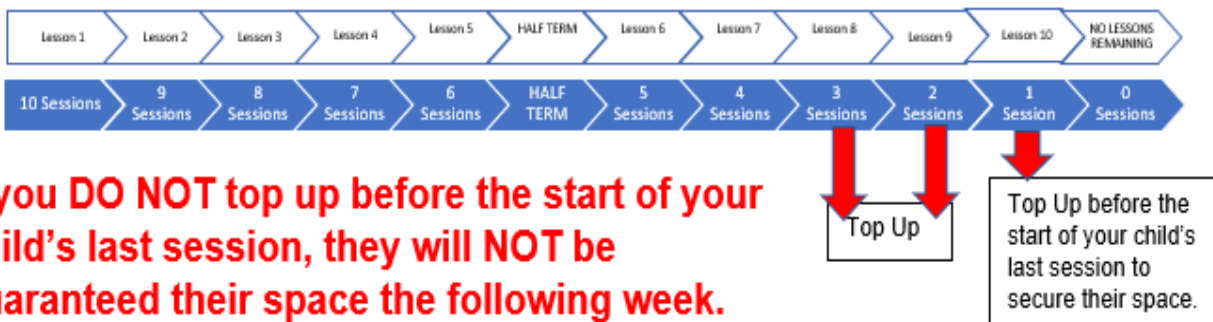 Lesson 1
Lesson 2
Lesson 3
Lesson 4
Lesson 5
HALF TERM
Lesson 6
Lesson 7
Lesson 8
Lesson 9
Lesson 10
NO LESSONS
REMAINING
10 Sessions
9
Sessions
8
Sessions
7
Sessions
6
Sessions
HALF
TERM
5
Sessions
4
Sessions
3
Sessions
2
Sessions
1
Session
0
Sessions
you DO NOT top up before the start of your
ild's last session, they will NOT be
uaranteed their space the following week.
Top Up
Top Up before the
start of your child's
last session to
secure their space.